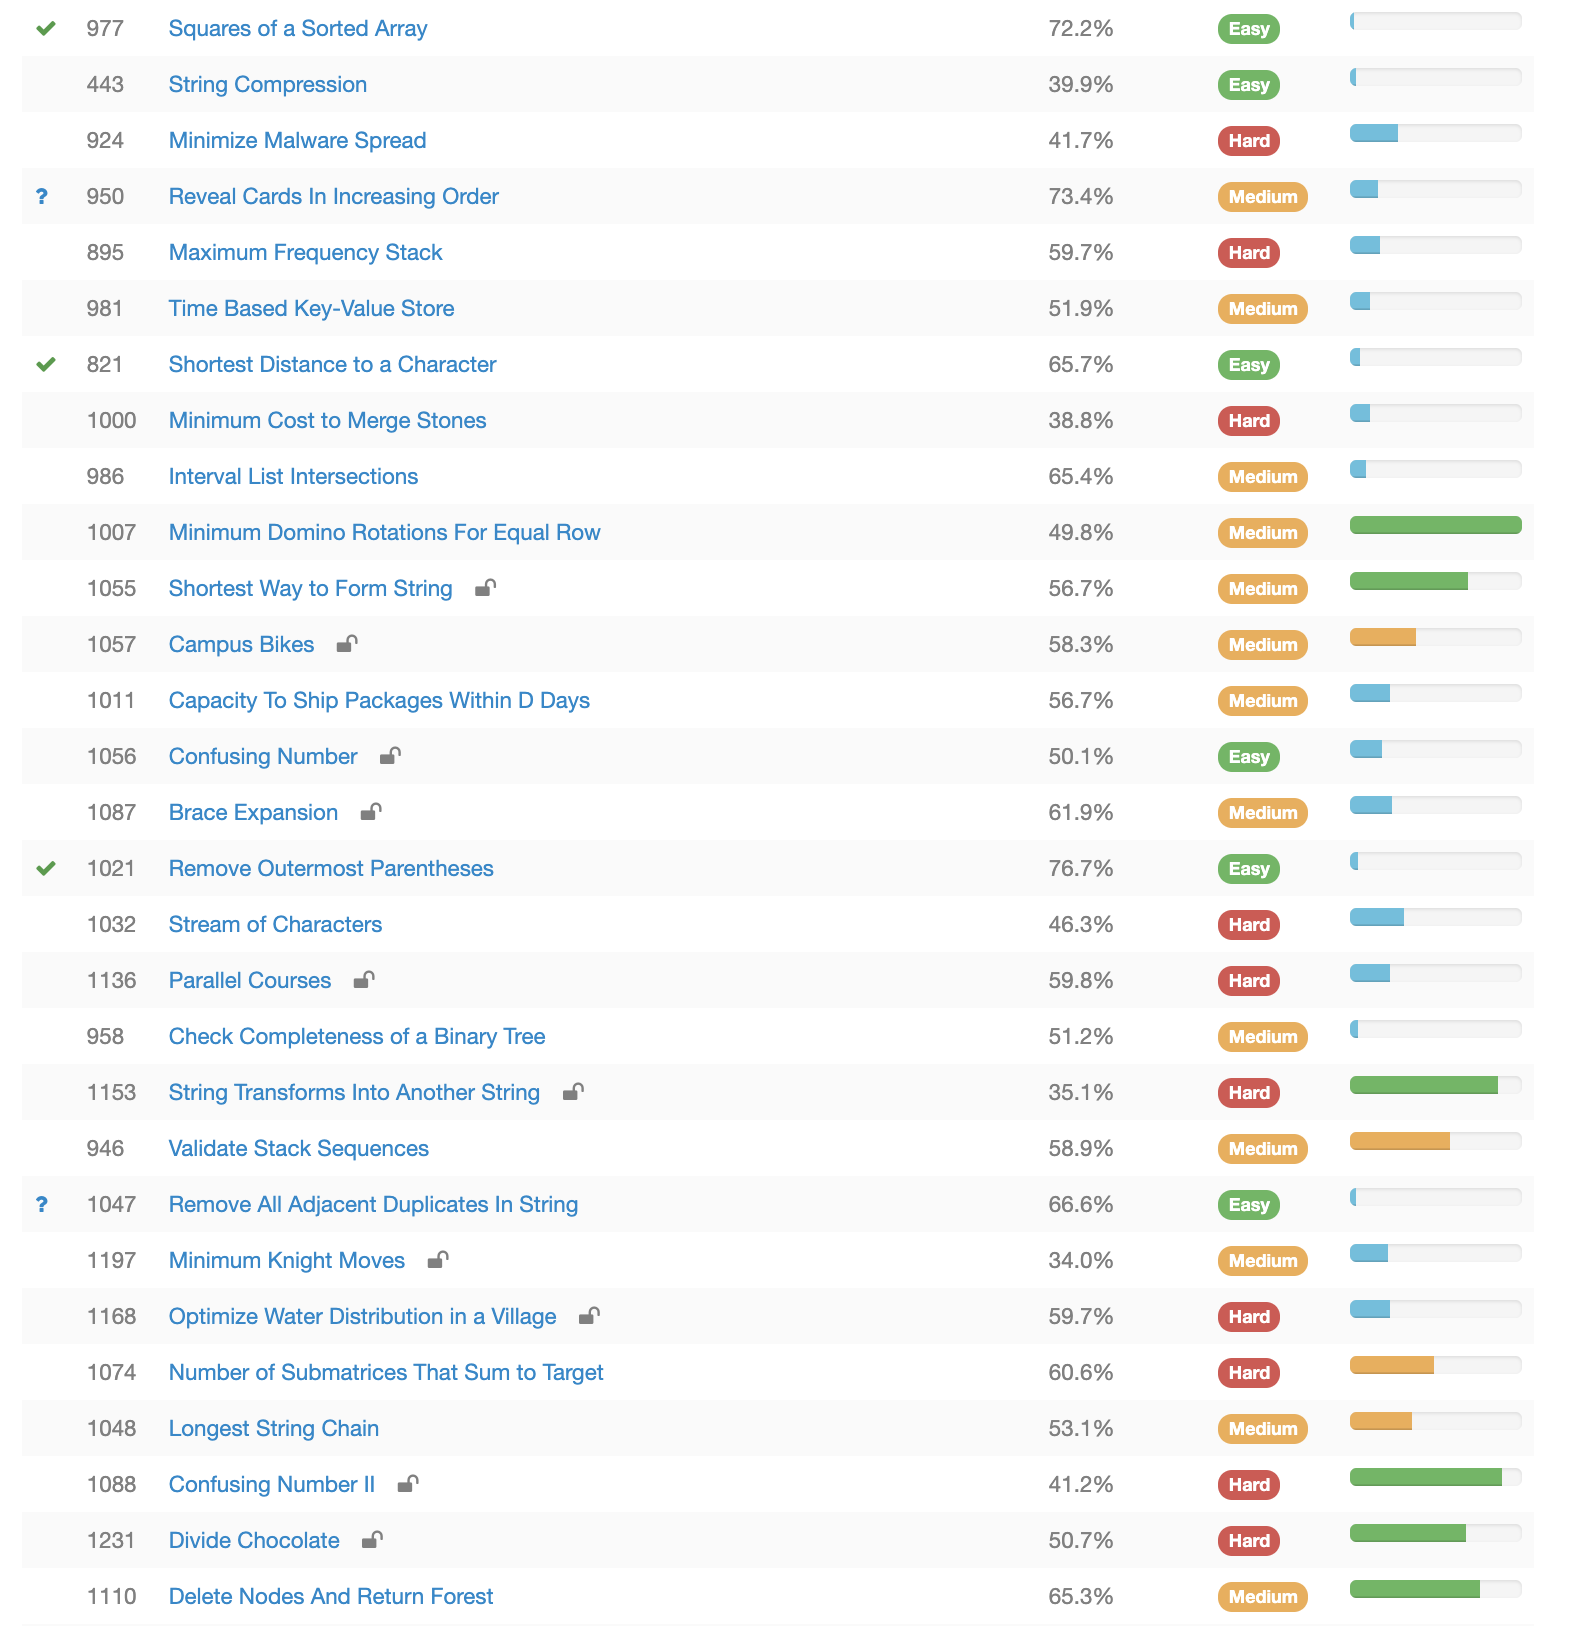 977 Squares of a Sorted Array 72.2% Easy
443 String Compression 39.9% Easy
924 Minimize Malware Spread 41.7% Hard
? 950 Reveal Cards In Increasing Order 73.4% Medium
895 Maximum Frequency Stack 59.7% Hard
981 Time Based Key-Value Store 51.9% Medium
821 Shortest Distance to a Character 65.7% Easy
1000 Minimum Cost to Merge Stones 38.8% Hard
986 Interval List Intersections 65.4% Medium
1007 Minimum Domino Rotations For Equal Row 49.8% Medium
1055 Shortest Way to Form String 56.7% Medium
1057 Campus Bikes 58.3% Medium
1011 Capacity To Ship Packages Within D Days 56.7% Medium
1056 Confusing Number 50.1% Easy
1087 Brace Expansion 61.9% Medium
1021 Remove Outermost Parentheses 76.7% Easy
1032 Stream of Characters 46.3% Hard
1136 Parallel Courses 59.8% Hard
958 Check Completeness of a Binary Tree 51.2% Medium
1153 String Transforms Into Another String 35.1% Hard
946 Validate Stack Sequences 58.9% Medium
? 1047 Remove All Adjacent Duplicates In String 66.6% Easy
1197 Minimum Knight Moves 34.0% Medium
1168 Optimize Water Distribution in a Village 59.7% Hard
1074 Number of Submatrices That Sum to Target 60.6% Hard
1048 Longest String Chain 53.1% Medium
1088 Confusing Number II 41.2% Hard
1231 Divide Chocolate 50.7% Hard
1110 Delete Nodes And Return Forest 65.3% Medium